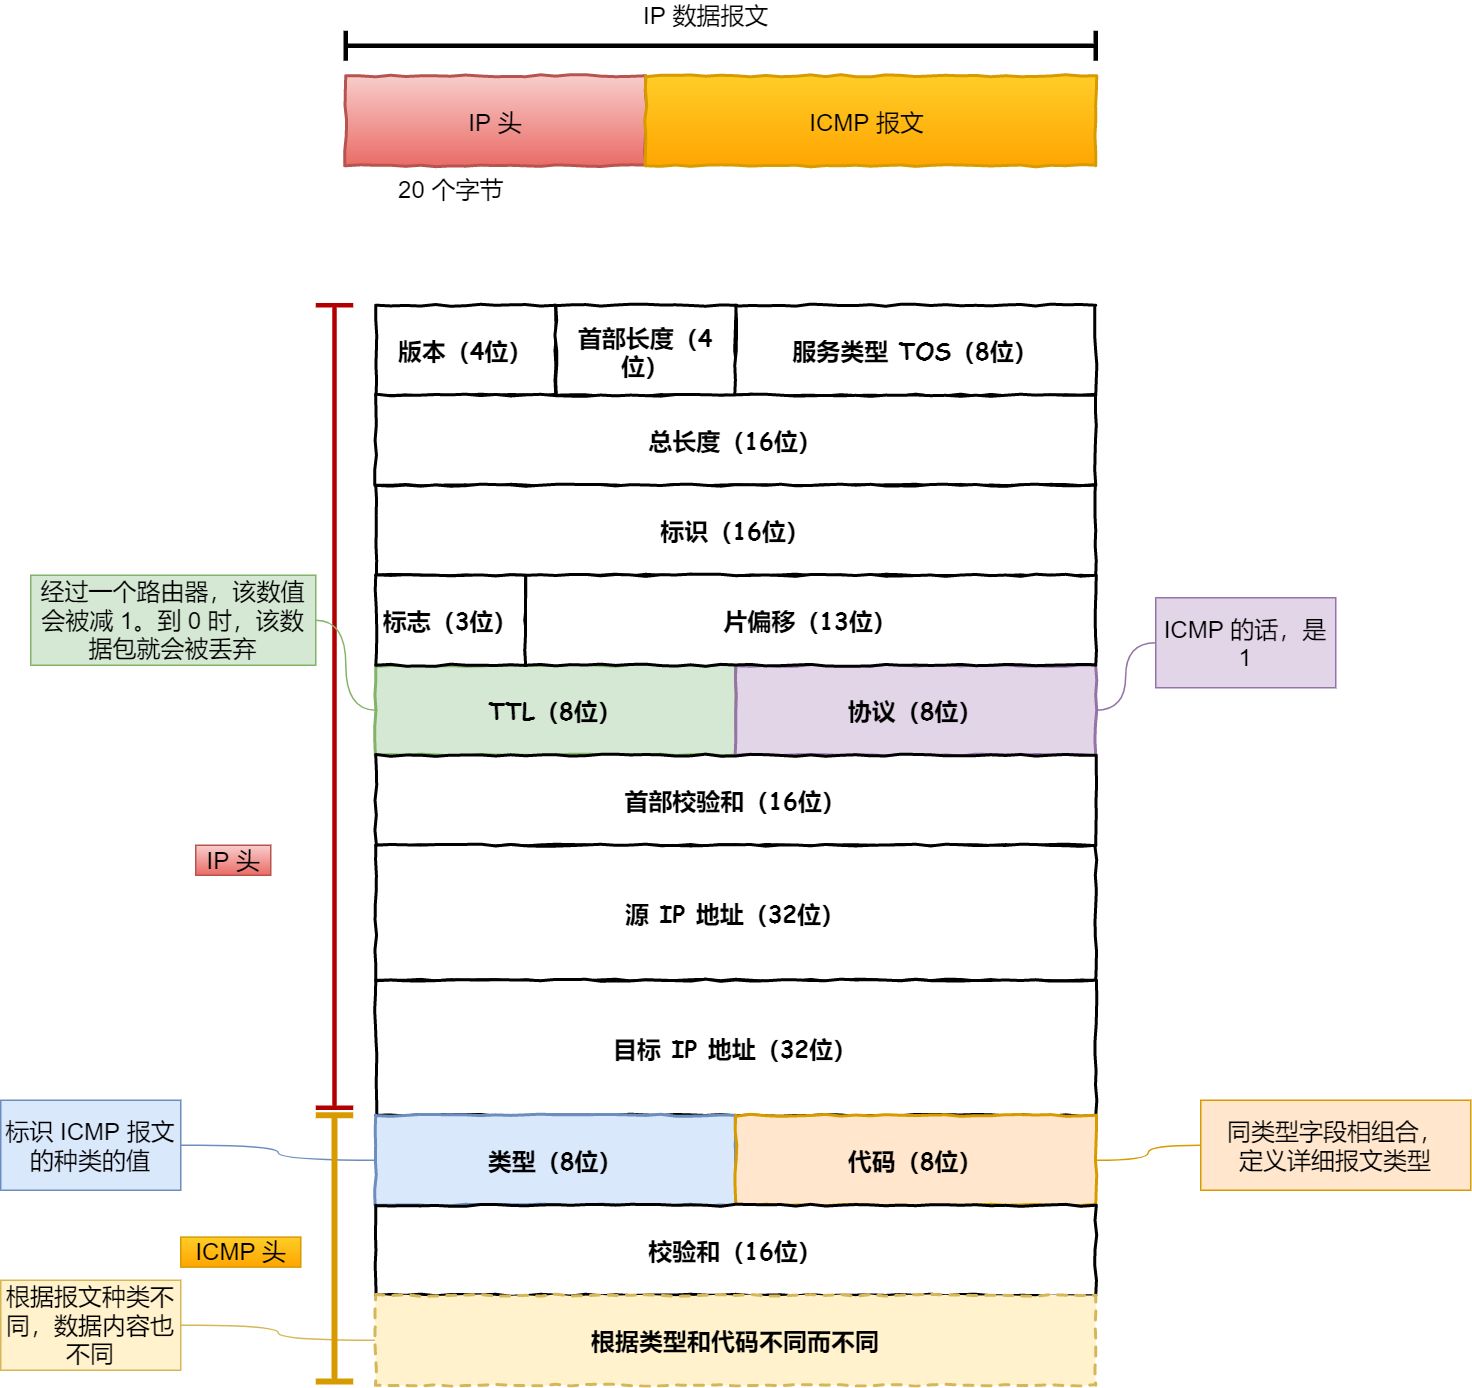 IP 数据报文
IP 头
ICMP 报文
20 个字节
版本（4位）
首部长度（4
位）
服务类型 TOS（8位）
总长度（16位）
标识（16位）
经过一个路由器，该数值
会被减 1。到 0 时，该数
据包就会被丢弃
标志（3位）
片偏移（13位）
ICMP 的话，是
1
TTL（8位）
协议（8位）
首部校验和（16位）
IP 头
源 IP 地址（32位）
目标 IP 地址（32位）
标识 ICMP 报文
的种类的值
类型（8位）
代码（8位）
同类型字段相组合，
定义详细报文类型
校验和（16位）
ICMP 头
根据报文种类不
同，数据内容也
不同
根据类型和代码不同而不同